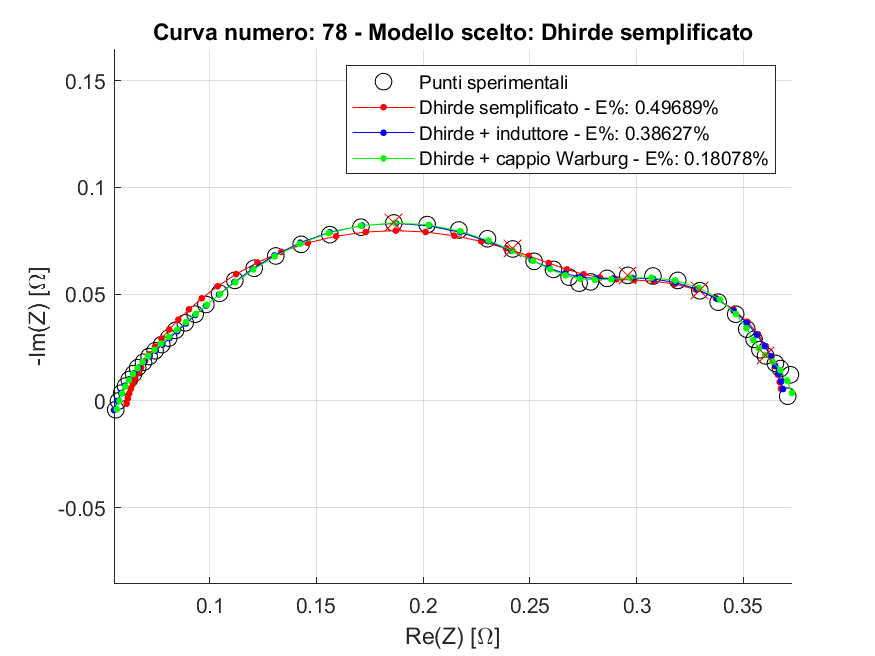 Curva numero: 78 - Modello scelto: Dhirde semplificato
Punti sperimentali
Dhirde semplificato - E%: 0.49689%
Dhirde + induttore - E%: 0.38627%
Dhirde + cappio Warburg - E%: 0.18078%
0.15
0.1
0.05
0
-0.05
-Im(Z) [Ω]
0.1 0.15 0.2 0.25 0.3 0.35
Re(Z) [Ω]